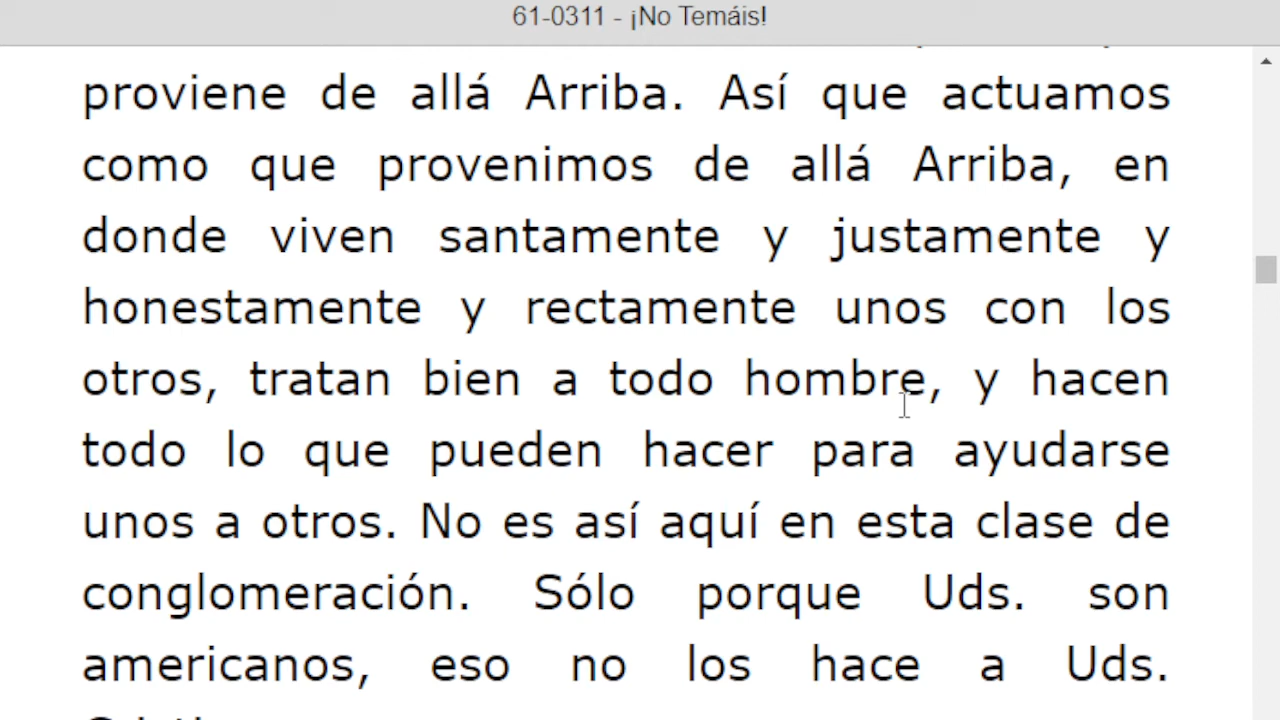 61-0311 - ¡No Temáis!
proviene de allá Arriba. Así que actuamos
como que provenimos de allá Arriba, en
donde viven santamente y justamente y
honestamente y rectamente unos con los
otros, tratan bien a todo hombre, y hacen
todo lo que pueden hacer para ayudarse
unos a otros. No es así aquí en esta clase de
conglomeración. Sólo porque Uds. son
americanos, eso no los hace a Uds.